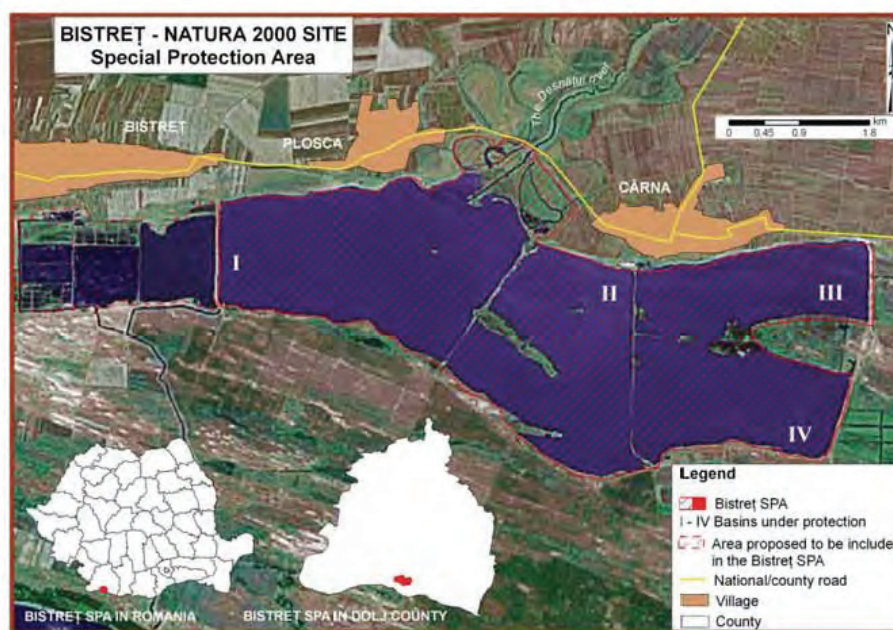 BISTREȚ - NATURA 2000 SITE
Special Protection Area
N
The Desnățui river
km
0 0.45 0.9 1.8
BISTREȚ
PLOSCA
CÂRNA
I
II
III
IV
Legend
Bistreț SPA
I - IV Basins under protection
Area proposed to be included
in the Bistreț SPA
National/county road
Village
County
BISTREȚ SPA IN ROMANIA
BISTREȚ SPA IN DOLJ COUNTY